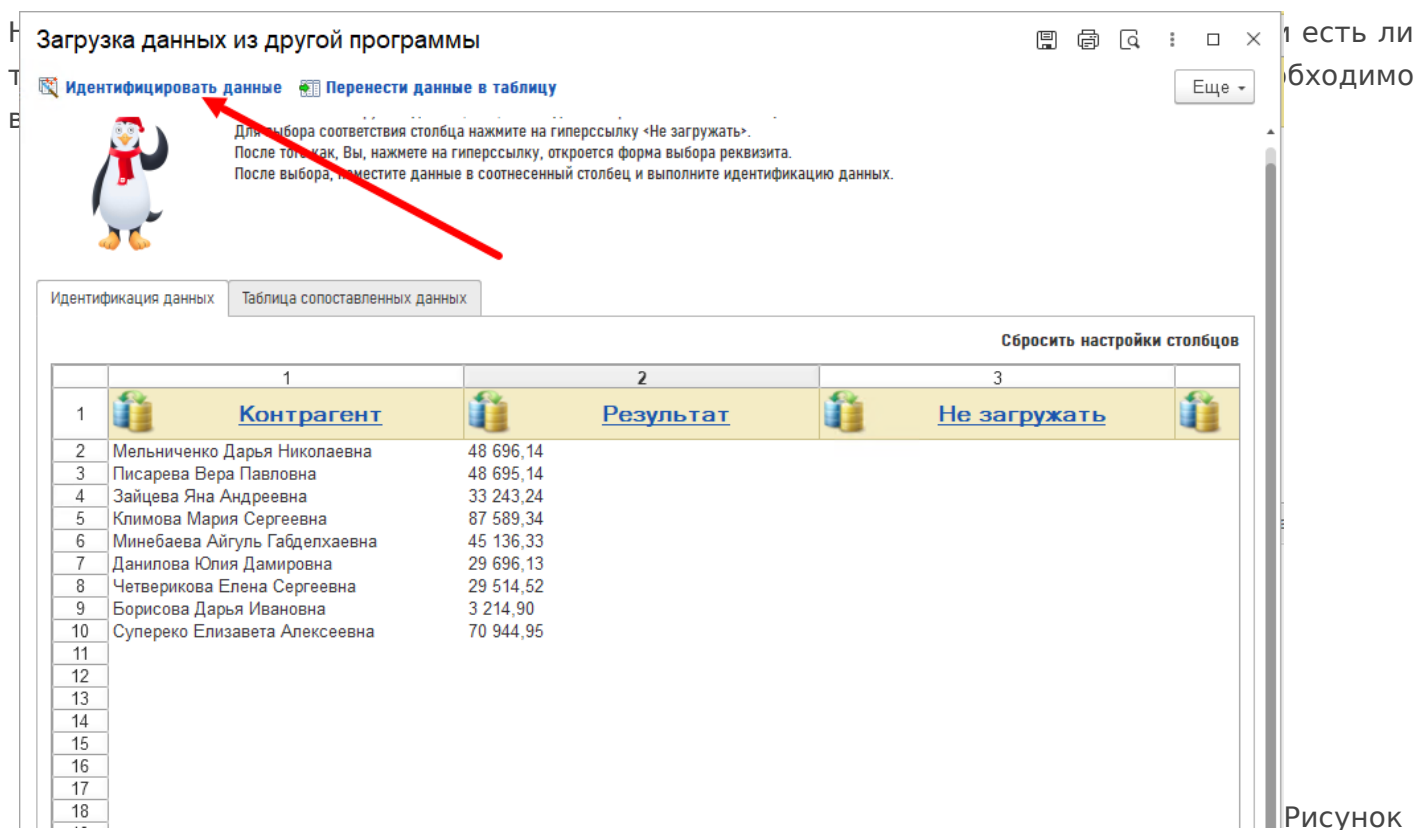 Загрузка данных из другой программы
есть ли
Идентифицировать данные Перенести данные в таблицу
Еще
обходимо
Для выбора соответствия столбца нажмите на гиперссылку <Не загружать>.
После того как, Вы, нажмете на гиперссылку, откроется форма выбора реквизита.
После выбора, поместите данные в соотнесенный столбец и выполните идентификацию данных.
Идентификация данных Таблица сопоставленных данных
Сбросить настройки столбцов
1 2 3
1 Контрагент Результат Не загружать
2 Мельниченко Дарья Николаевна 48 696,14
3 Писарева Вера Павловна 48 695,14
4 Зайцева Яна Андреевна 33 243,24
5 Климова Мария Сергеевна 87 589,34
6 Минебаева Айгуль Габделхаевна 45 136,33
7 Данилова Юлия Дамировна 29 696,13
8 Четверикова Елена Сергеевна 29 514,52
9 Борисова Дарья Ивановна 3 214,90
10 Супереко Елизавета Алексеевна 70 944,95
11
12
13
14
15
16
17
18
Рисунок